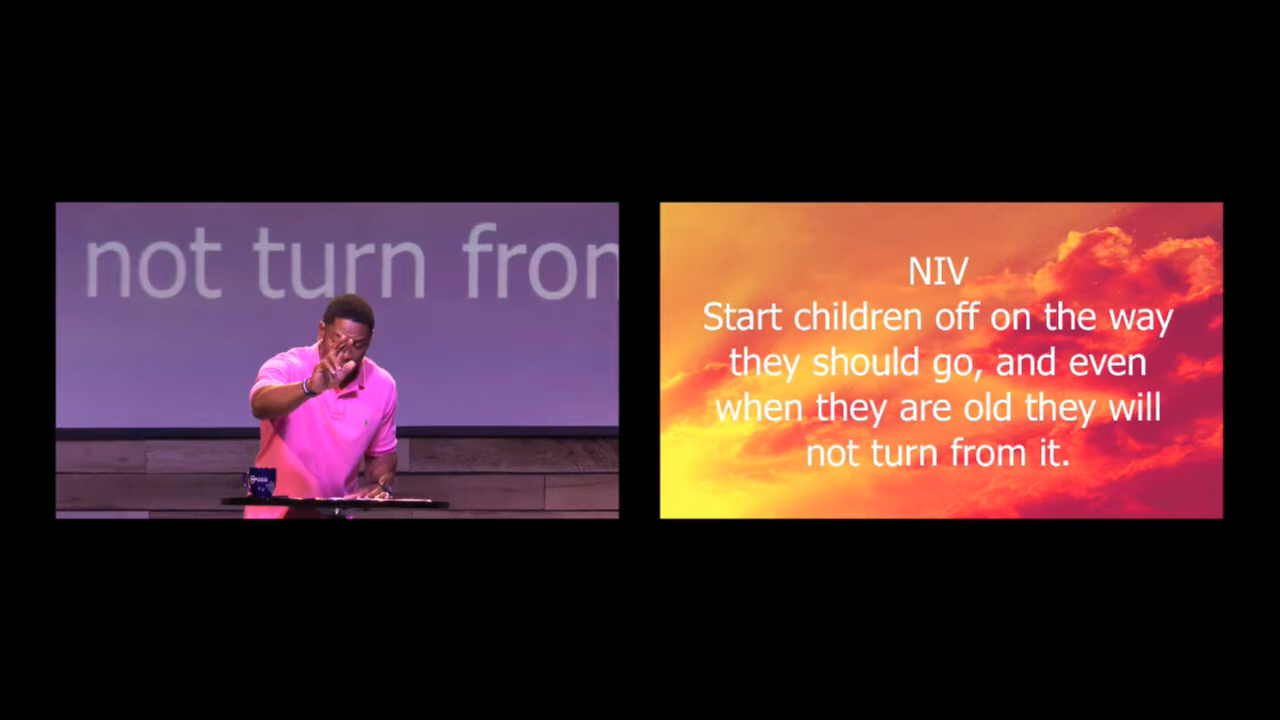 not turn from
NIV
Start children off on the way
they should go, and even
when they are old they will
not turn from it.